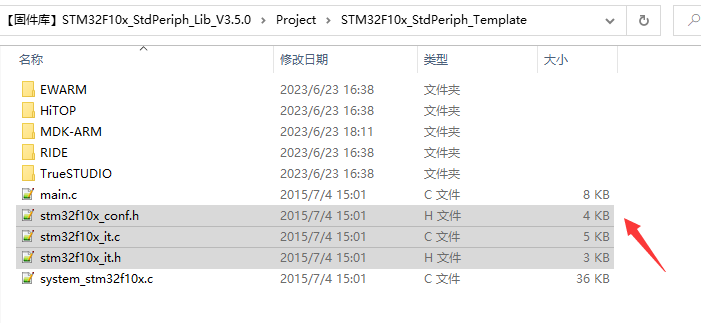 【固件库】STM32F10x_StdPeriph_Lib_V3.5.0 > Project > STM32F10x_StdPeriph_Template
名称 修改日期 类型 大小
EWARM 2023/6/23 16:38 文件夹
HiTOP 2023/6/23 16:38 文件夹
MDK-ARM 2023/6/23 18:11 文件夹
RIDE 2023/6/23 16:38 文件夹
TrueSTUDIO 2023/6/23 16:38 文件夹
main.c 2015/7/4 15:01 C 文件 8 KB
stm32f10x_conf.h 2015/7/4 15:01 H 文件 4 KB
stm32f10x_it.c 2015/7/4 15:01 C 文件 5 KB
stm32f10x_it.h 2015/7/4 15:01 H 文件 3 KB
system_stm32f10x.c 2015/7/4 15:01 C 文件 36 KB